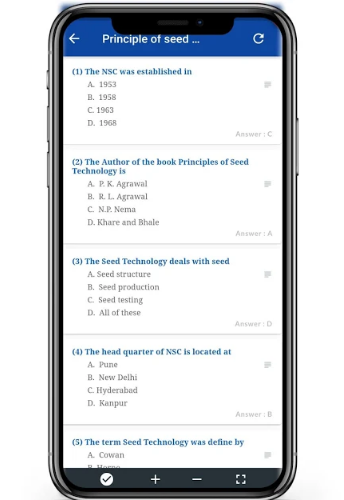 Principle of seed ...
(1) The NSC was established in
A. 1953
B. 1958
C. 1963
D. 1968
Answer : C
(2) The Author of the book Principles of Seed
Technology is
A. P. K. Agrawal
B. R. L. Agrawal
C. N.P. Nema
D. Khare and Bhale
Answer : A
(3) The Seed Technology deals with seed
A. Seed structure
B. Seed production
C. Seed testing
D. All of these
Answer : D
(4) The head quarter of NSC is located at
A. Pune
B. New Delhi
C. Hyderabad
D. Kanpur
Answer : B
(5) The term Seed Technology was define by
A. Cowan